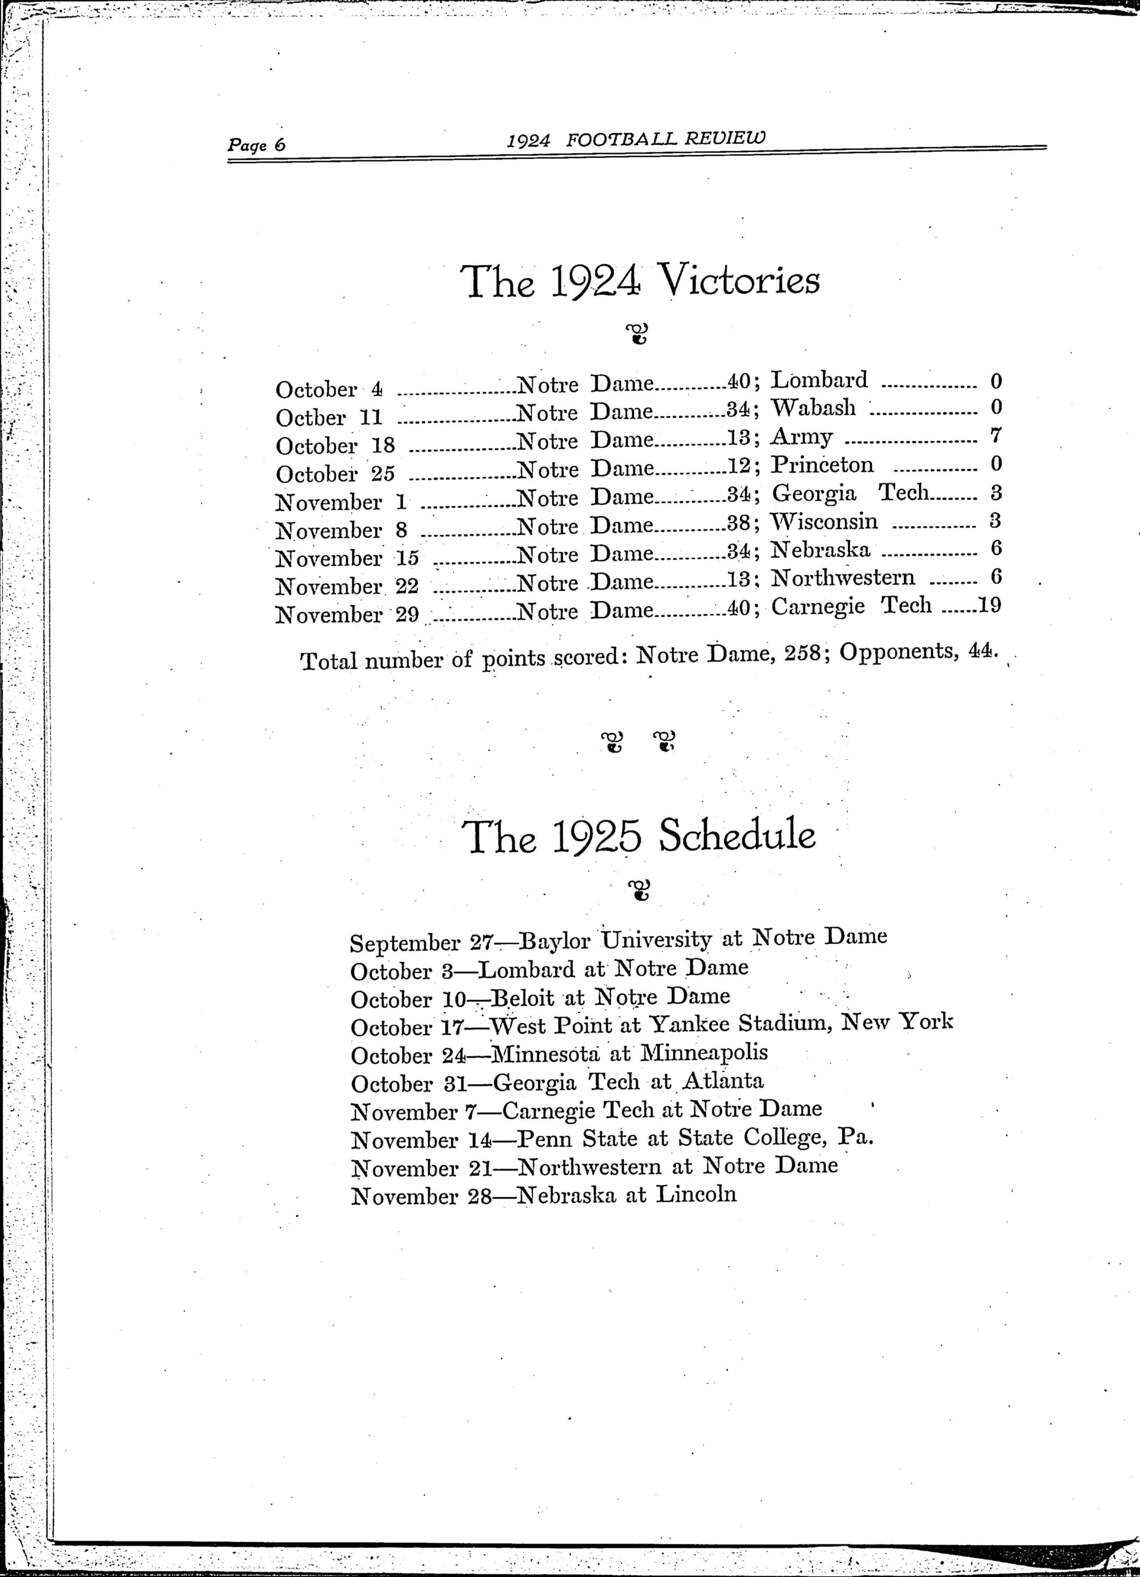 Page 6
1924 FOOTBALL REVIEW
The 1924 Victories
October 4 ....................Notre Dame............40; Lombard ................ 0
Octber 11 ....................Notre Dame............34; Wabash .................. 0
October 18 ..................Notre Dame............13; Army ...................... 7
October 25 ..................Notre Dame............12; Princeton .............. 0
November 1 ................Notre Dame............34; Georgia Tech........ 3
November 8 ................Notre Dame............38; Wisconsin .............. 3
November 15 ..............Notre Dame............34; Nebraska ................ 6
November 22 ..............Notre Dame............13; Northwestern ........ 6
November 29 ..............Notre Dame............40; Carnegie Tech ......19
Total number of points scored: Notre Dame, 258; Opponents, 44.
The 1925 Schedule
September 27—Baylor University at Notre Dame
October 3—Lombard at Notre Dame
October 10—Beloit at Notre Dame
October 17—West Point at Yankee Stadium, New York
October 24—Minnesota at Minneapolis
October 31—Georgia Tech at Atlanta
November 7—Carnegie Tech at Notre Dame
November 14—Penn State at State College, Pa.
November 21—Northwestern at Notre Dame
November 28—Nebraska at Lincoln